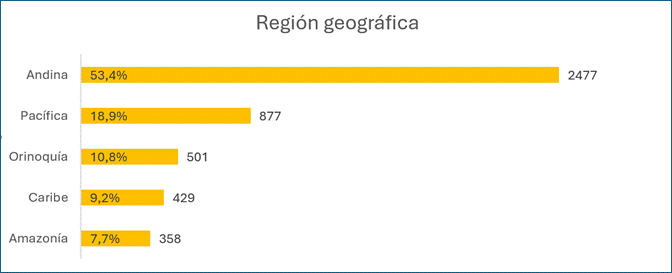 Región geográfica
Andina 53,4% 2477
Pacífica 18,9% 877
Orinoquía 10,8% 501
Caribe 9,2% 429
Amazonía 7,7% 358